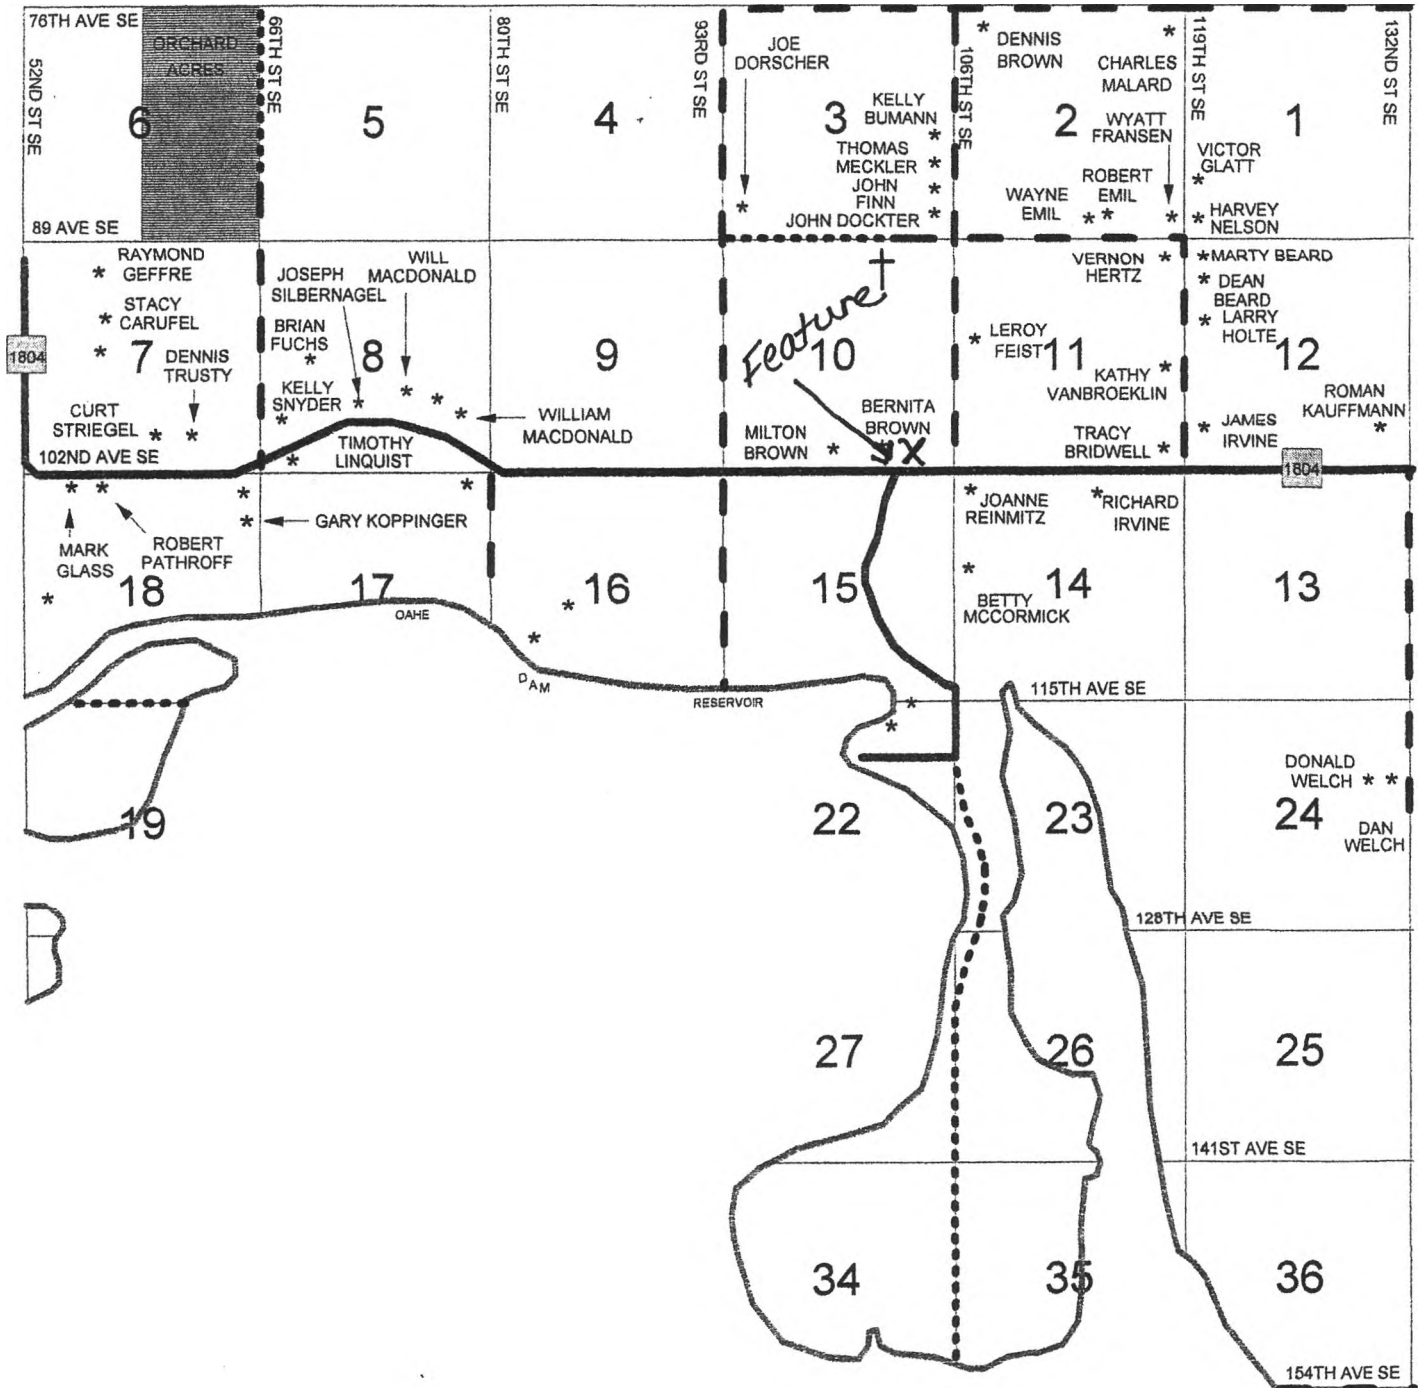 76TH AVE SE
ORCHARD
ACRES
52ND ST SE
66TH ST SE
80TH ST SE
93RD ST SE
106TH ST SE
119TH ST SE
132ND ST SE
6
5
4
3
2
1
JOE
DORSCHER
KELLY
BUMANN
THOMAS
MECKLER
JOHN
FINN
JOHN DOCKTER
DENNIS
BROWN
CHARLES
MALARD
WYATT
FRANSEN
ROBERT
EMIL
WAYNE
EMIL
VICTOR
GLATT
HARVEY
NELSON
89 AVE SE
RAYMOND
GEFFRE
STACY
CARUFEL
1804
7
DENNIS
TRUSTY
CURT
STRIEGEL
102ND AVE SE
JOSEPH
SILBERNAGEL
WILL
MACDONALD
BRIAN
FUCHS
8
KELLY
SNYDER
TIMOTHY
LINQUIST
WILLIAM
MACDONALD
9
Feature
10
MILTON
BROWN
BERNITA
BROWN
X
VERNON
HERTZ
LEROY
FEIST
11
KATHY
VANBROEKLIN
TRACY
BRIDWELL
MARTY BEARD
DEAN
BEARD
LARRY
HOLTE
12
ROMAN
KAUFFMANN
JAMES
IRVINE
1804
MARK
GLASS
ROBERT
PATHROFF
GARY KOPPINGER
18
17
16
15
14
13
JOANNE
REINMITZ
RICHARD
IRVINE
BETTY
MCCORMICK
OAHE
DAM
RESERVOIR
115TH AVE SE
19
22
23
24
DONALD
WELCH
DAN
WELCH
128TH AVE SE
27
26
25
141ST AVE SE
34
35
36
154TH AVE SE